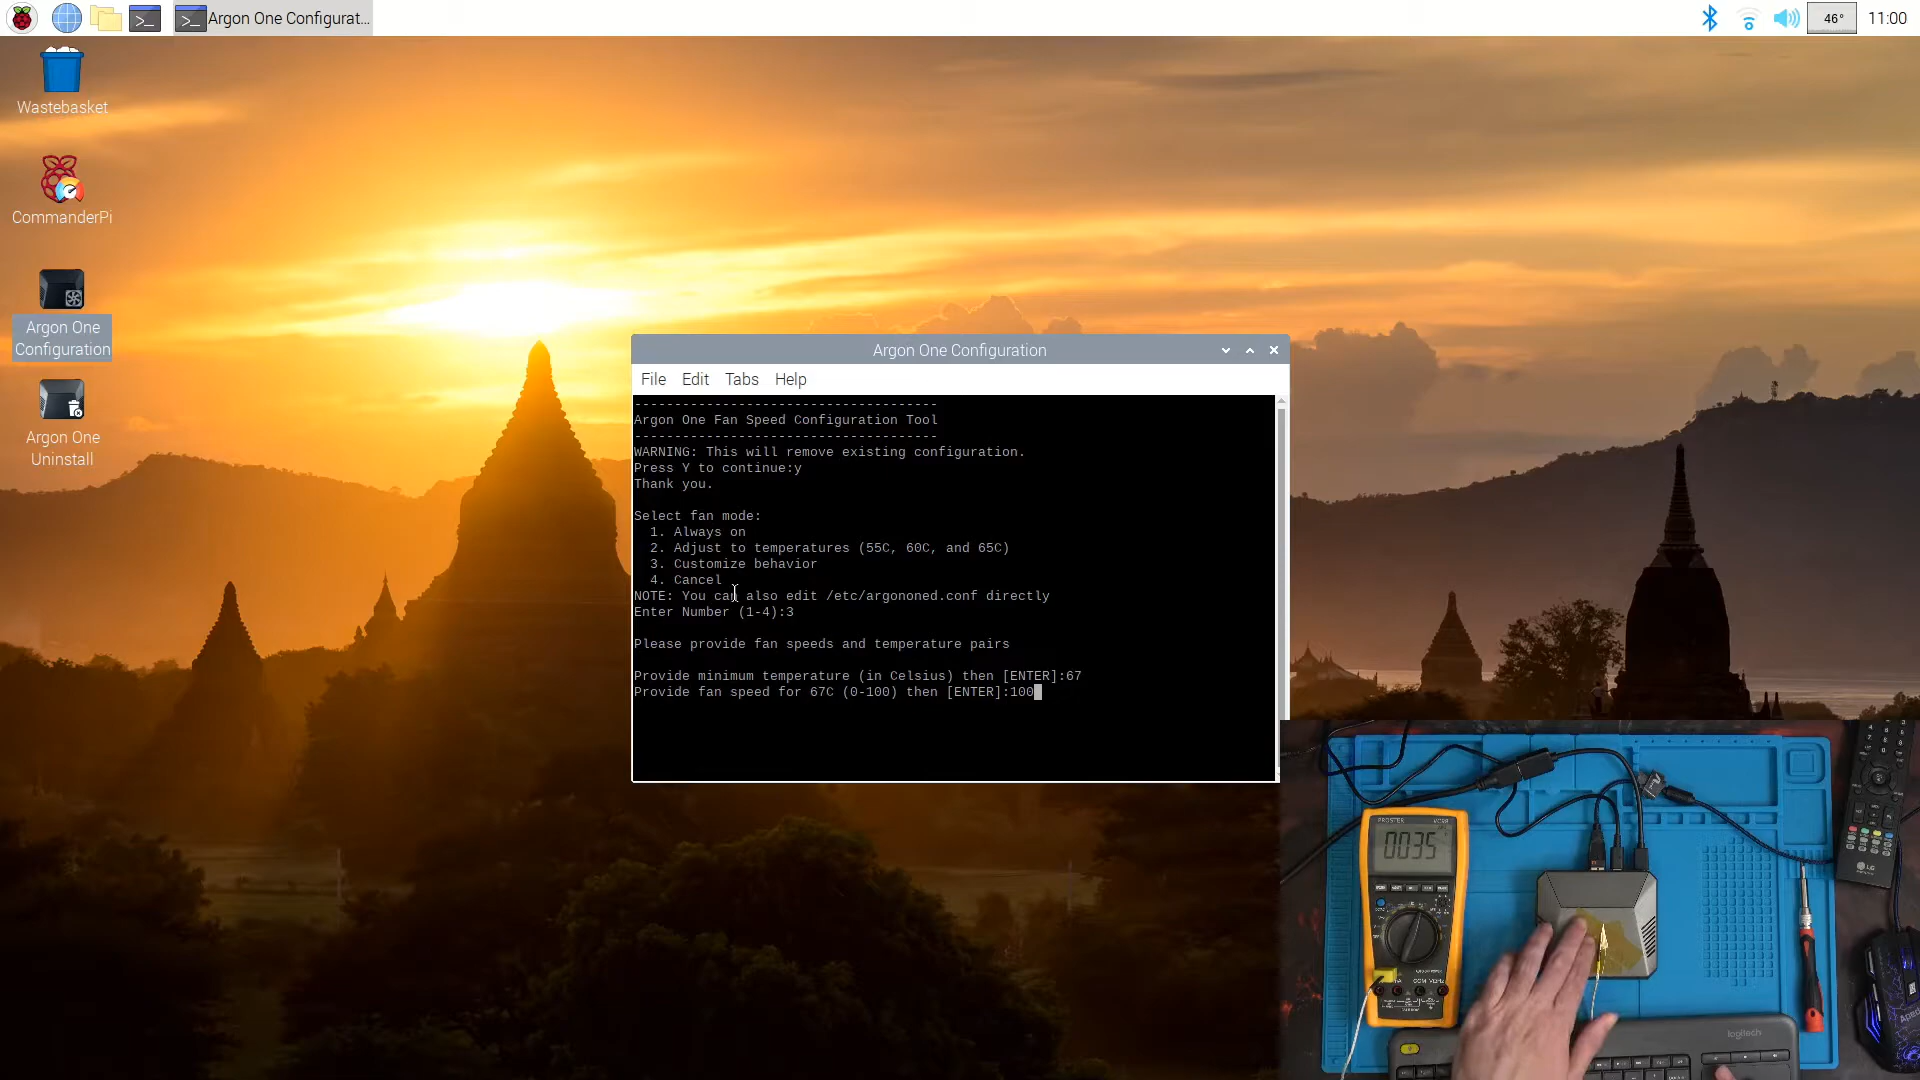 Argon One Configurat...
46°
11:00
Wastebasket
CommanderPi
Argon One
Configuration
Argon One
Uninstall
Argon One Configuration
File Edit Tabs Help
-------------------------------------
Argon One Fan Speed Configuration Tool
--------------------------------------
WARNING: This will remove existing configuration.
Press Y to continue:y
Thank you.
Select fan mode:
1. Always on
2. Adjust to temperatures (55C, 60C, and 65C)
3. Customize behavior
4. Cancel
NOTE: You can also edit /etc/argononed.conf directly
Enter Number (1-4):3
Please provide fan speeds and temperature pairs
Provide minimum temperature (in Celsius) then [ENTER]:67
Provide fan speed for 67C (0-100) then [ENTER]:100
PROSTER
0035
LG
logitech